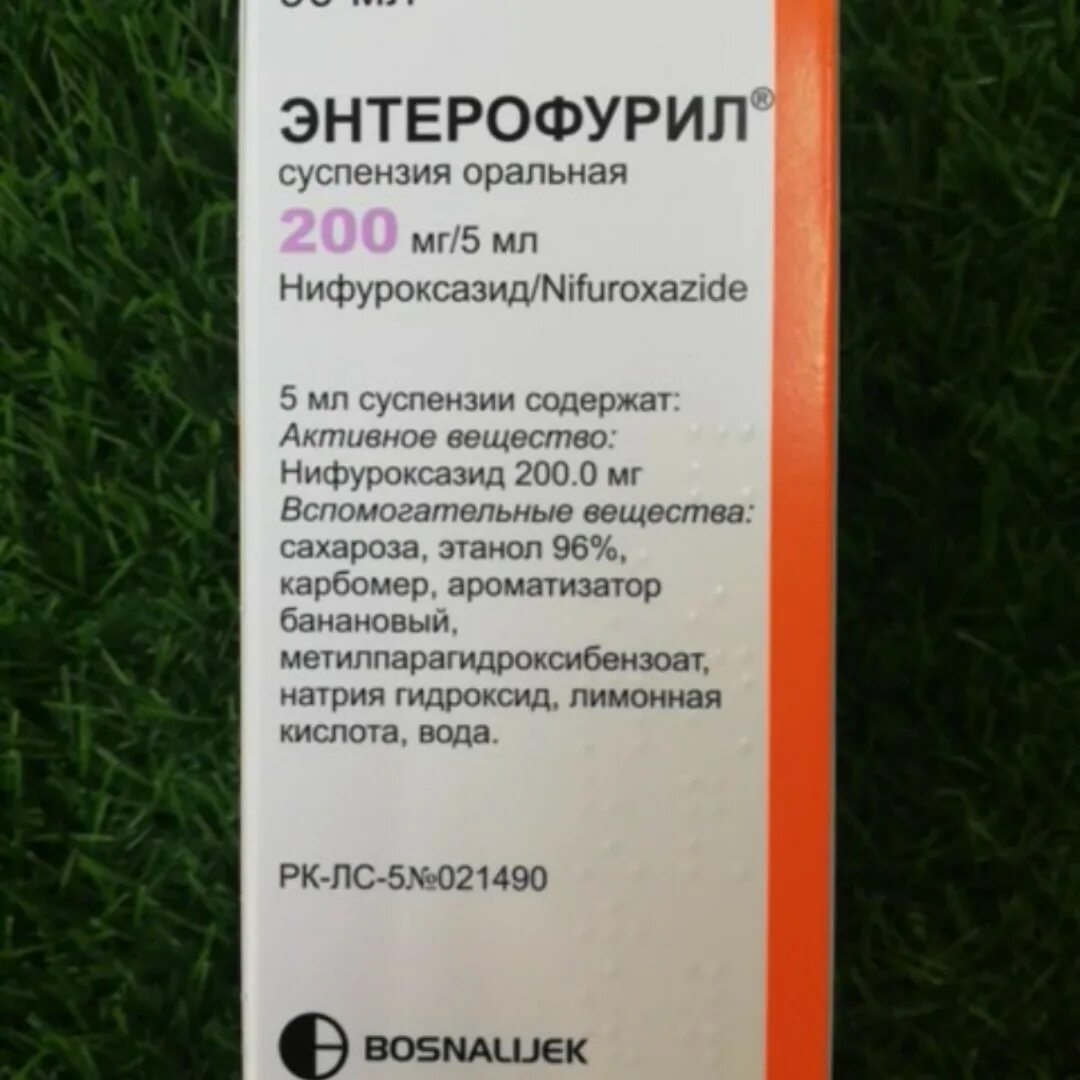 ЭНТЕРОФУРИЛ®
суспензия оральная
200 мг/5 мл
Нифуроксазид/Nifuroxazide
5 мл суспензии содержат:
Активное вещество:
Нифуроксазид 200.0 мг
Вспомогательные вещества:
сахароза, этанол 96%,
карбомер, ароматизатор
банановый,
метилпарагидроксибензоат,
натрия гидроксид, лимонная
кислота, вода.
РК-ЛС-5№021490
BOSNALIJEK